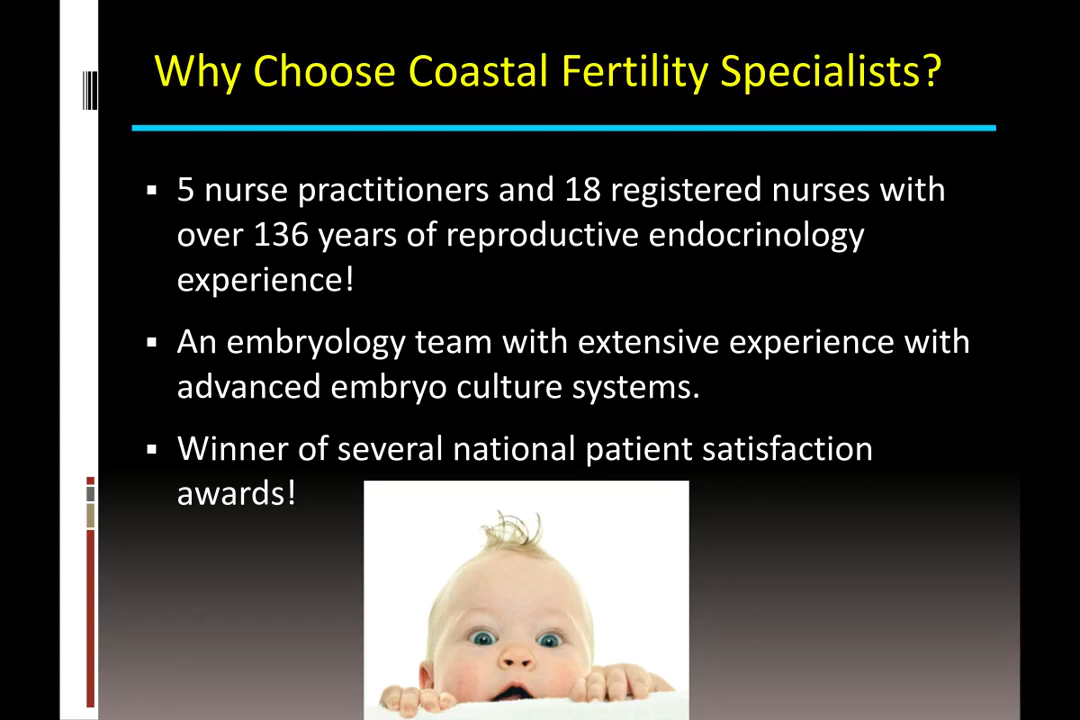 Why Choose Coastal Fertility Specialists?
▪ 5 nurse practitioners and 18 registered nurses with
over 136 years of reproductive endocrinology
experience!
▪ An embryology team with extensive experience with
advanced embryo culture systems.
▪ Winner of several national patient satisfaction
awards!